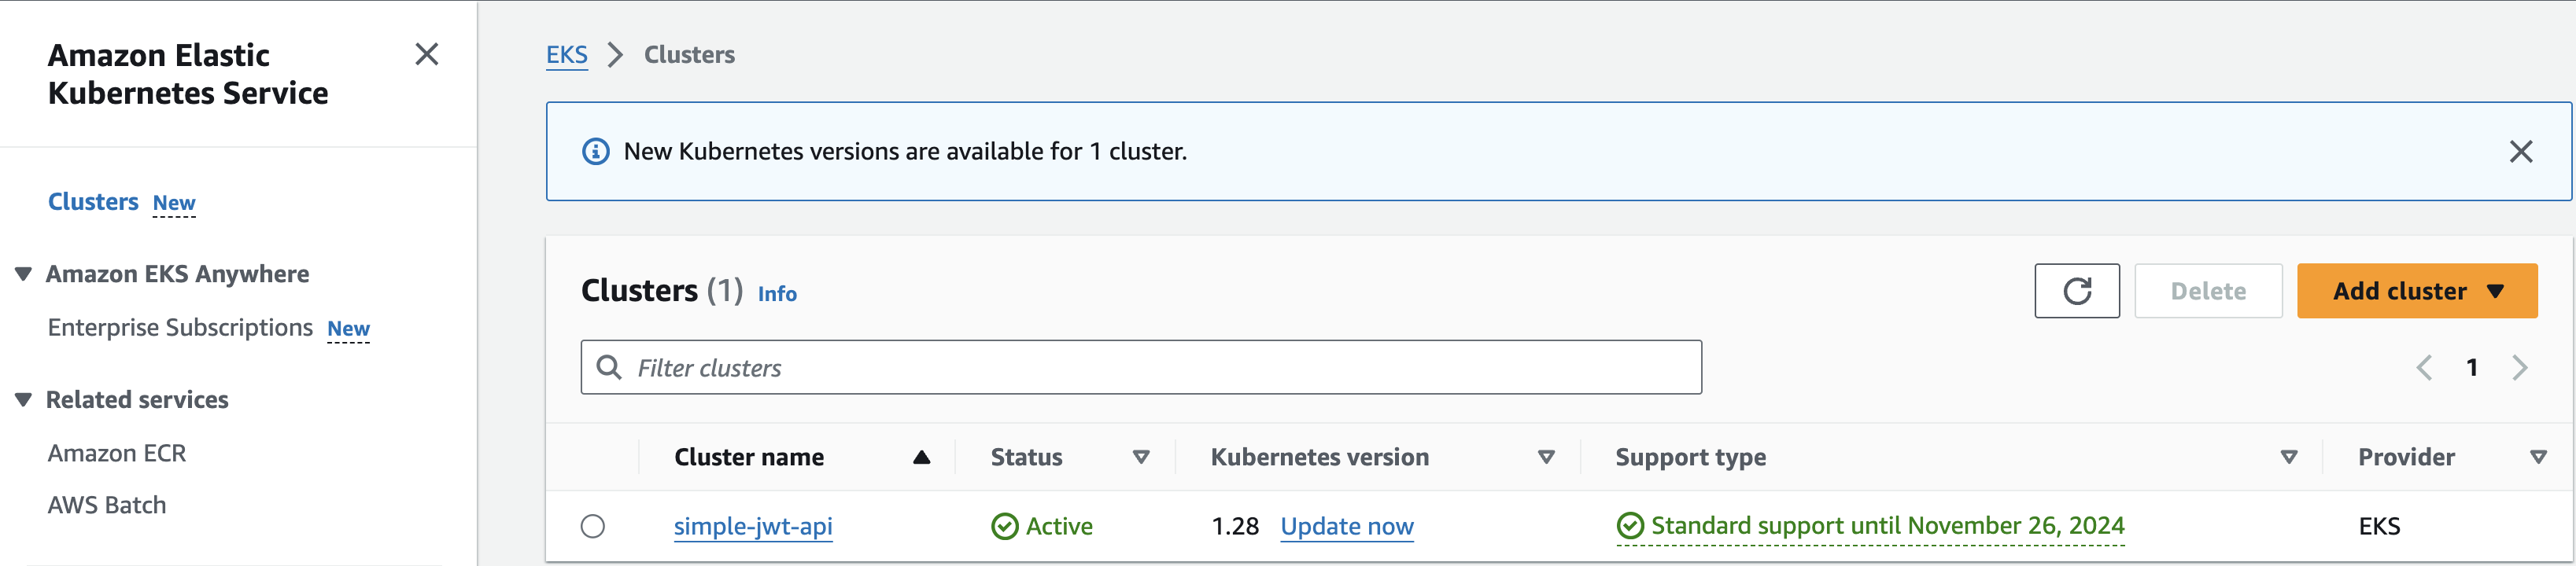 Amazon Elastic
Kubernetes Service
Clusters New
Amazon EKS Anywhere
Enterprise Subscriptions New
Related services
Amazon ECR
AWS Batch
EKS Clusters
New Kubernetes versions are available for 1 cluster.
Clusters (1) Info
Delete
Add cluster
Filter clusters
1
Cluster name Status Kubernetes version Support type Provider
simple-jwt-api Active 1.28 Update now Standard support until November 26, 2024 EKS